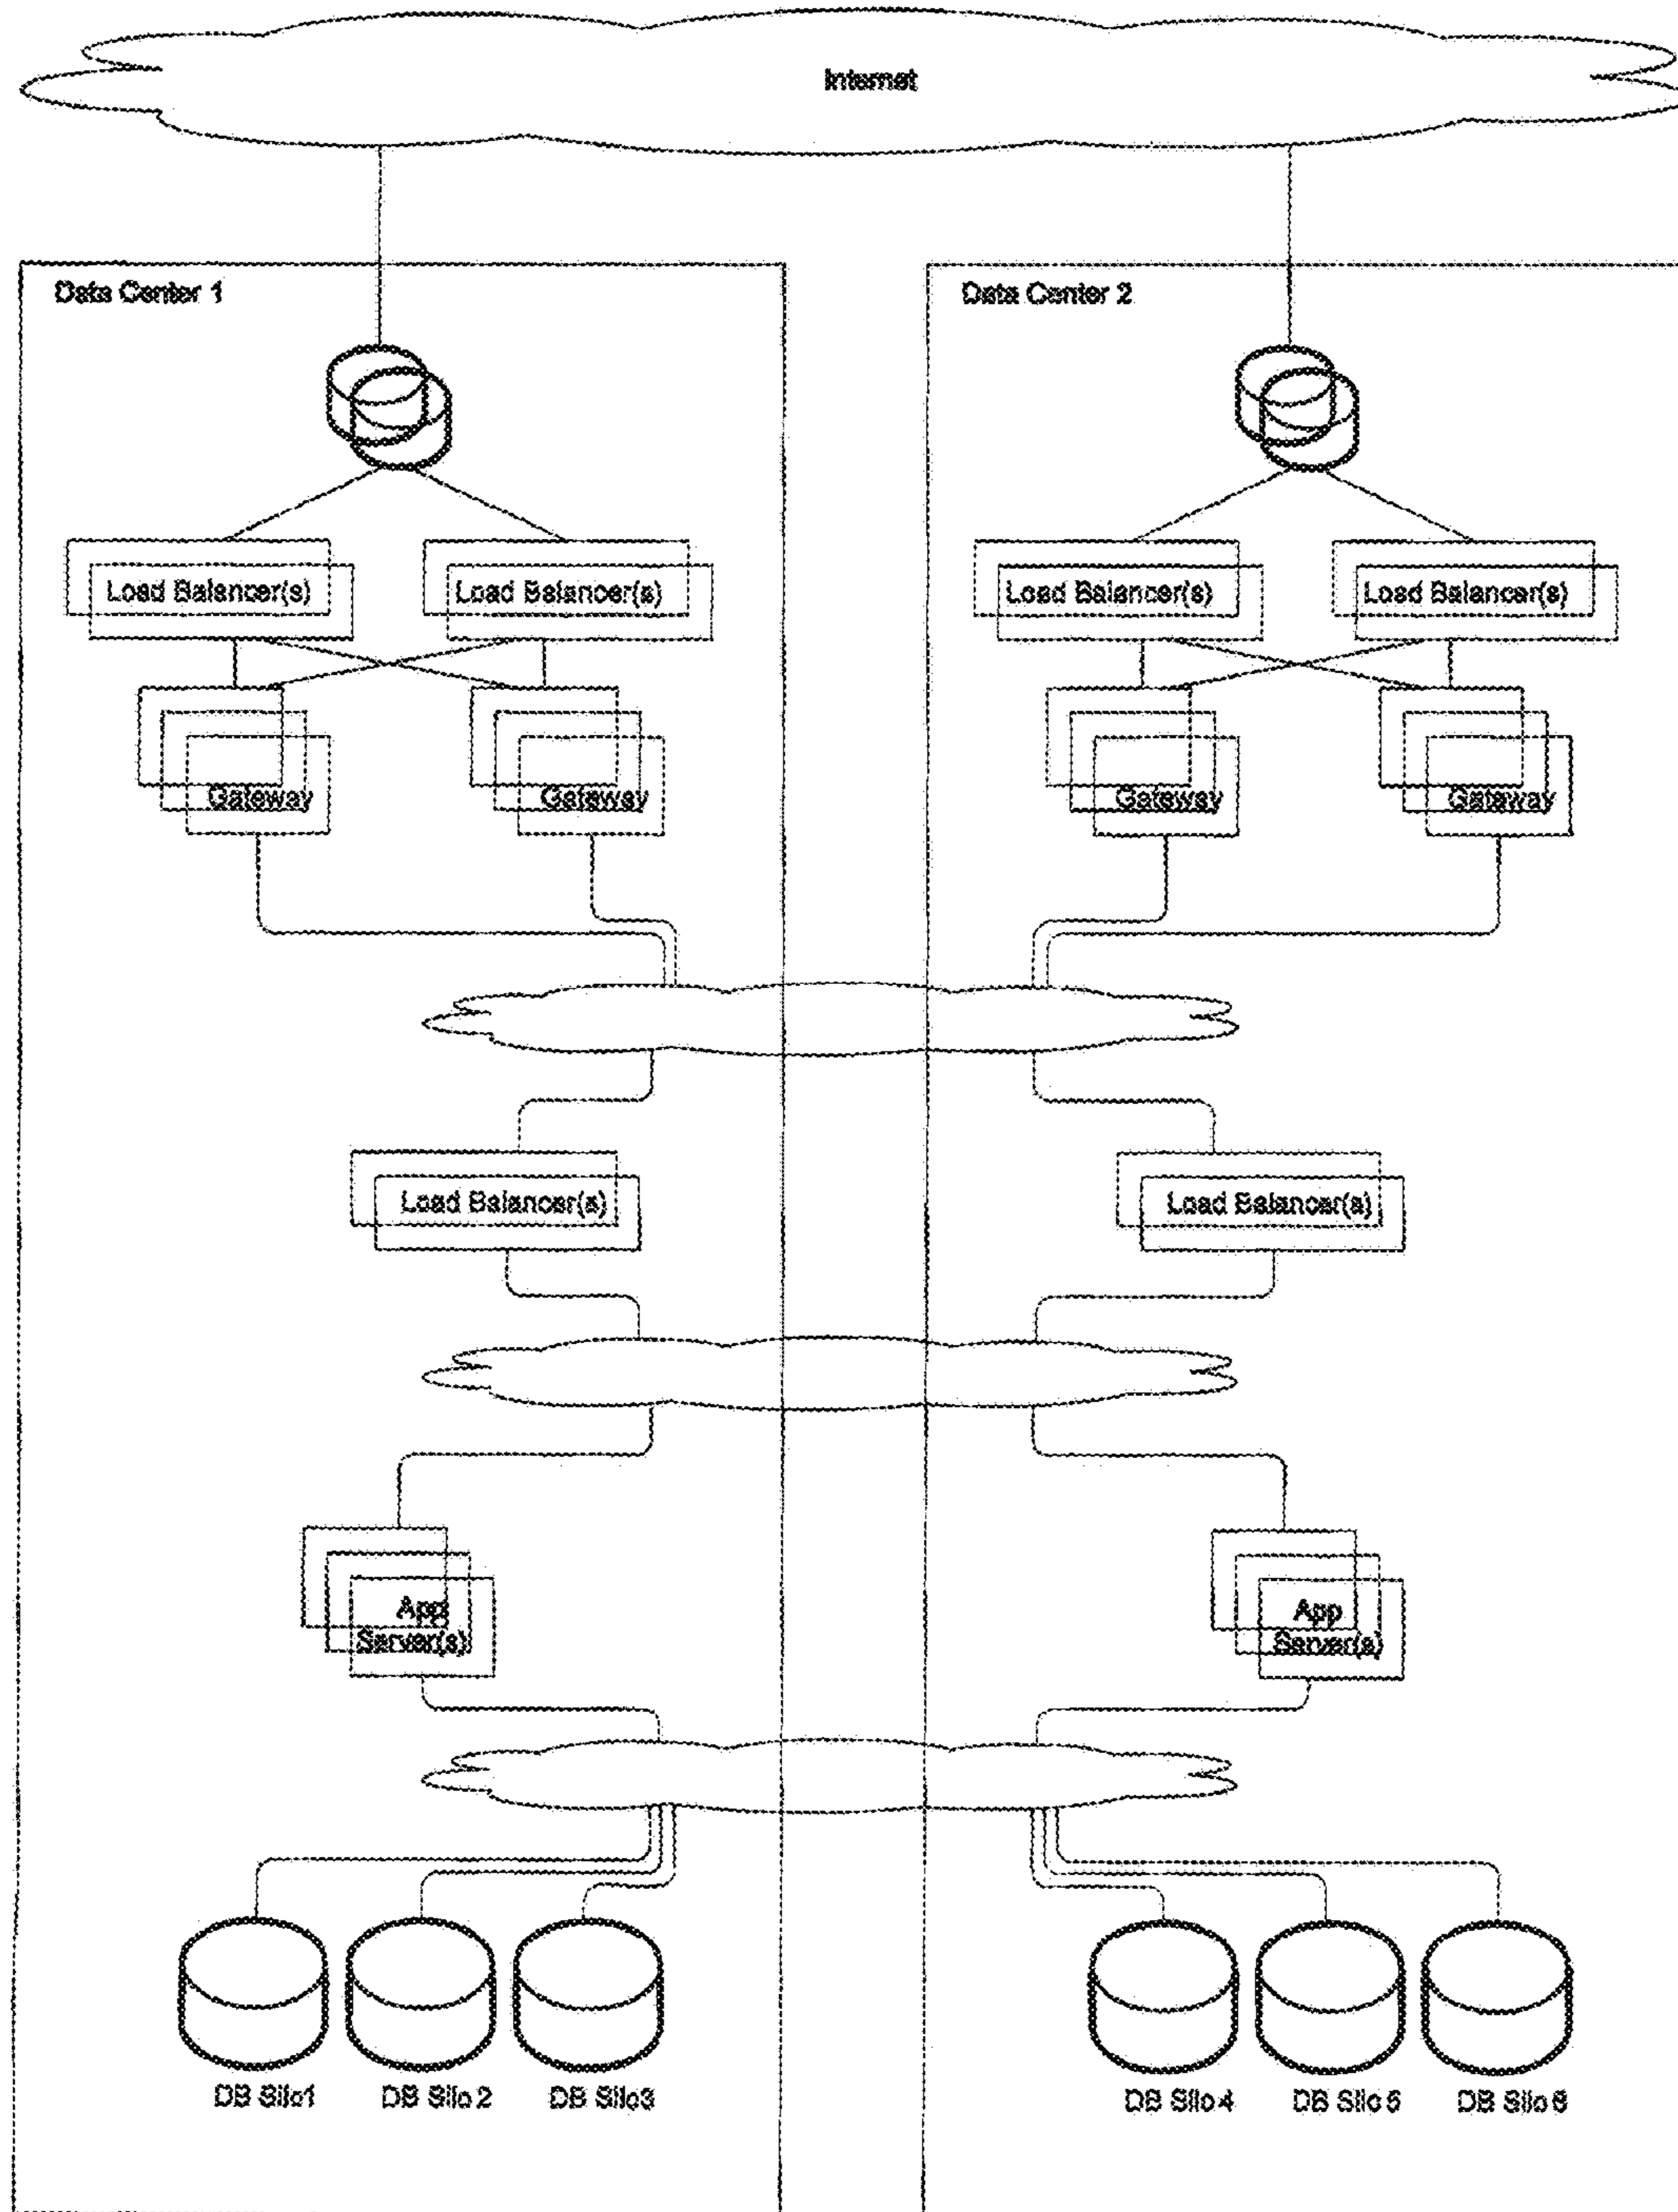 Internet
Data Center 1
Data Center 2
Load Balancer(s)
Load Balancer(s)
Load Balancer(s)
Load Balancer(s)
Gateway
Gateway
Gateway
Gateway
Load Balancer(s)
Load Balancer(s)
App
Server(s)
App
Server(s)
DB Silo1
DB Silo 2
DB Silo3
DB Silo 4
DB Silo 5
DB Silo 6